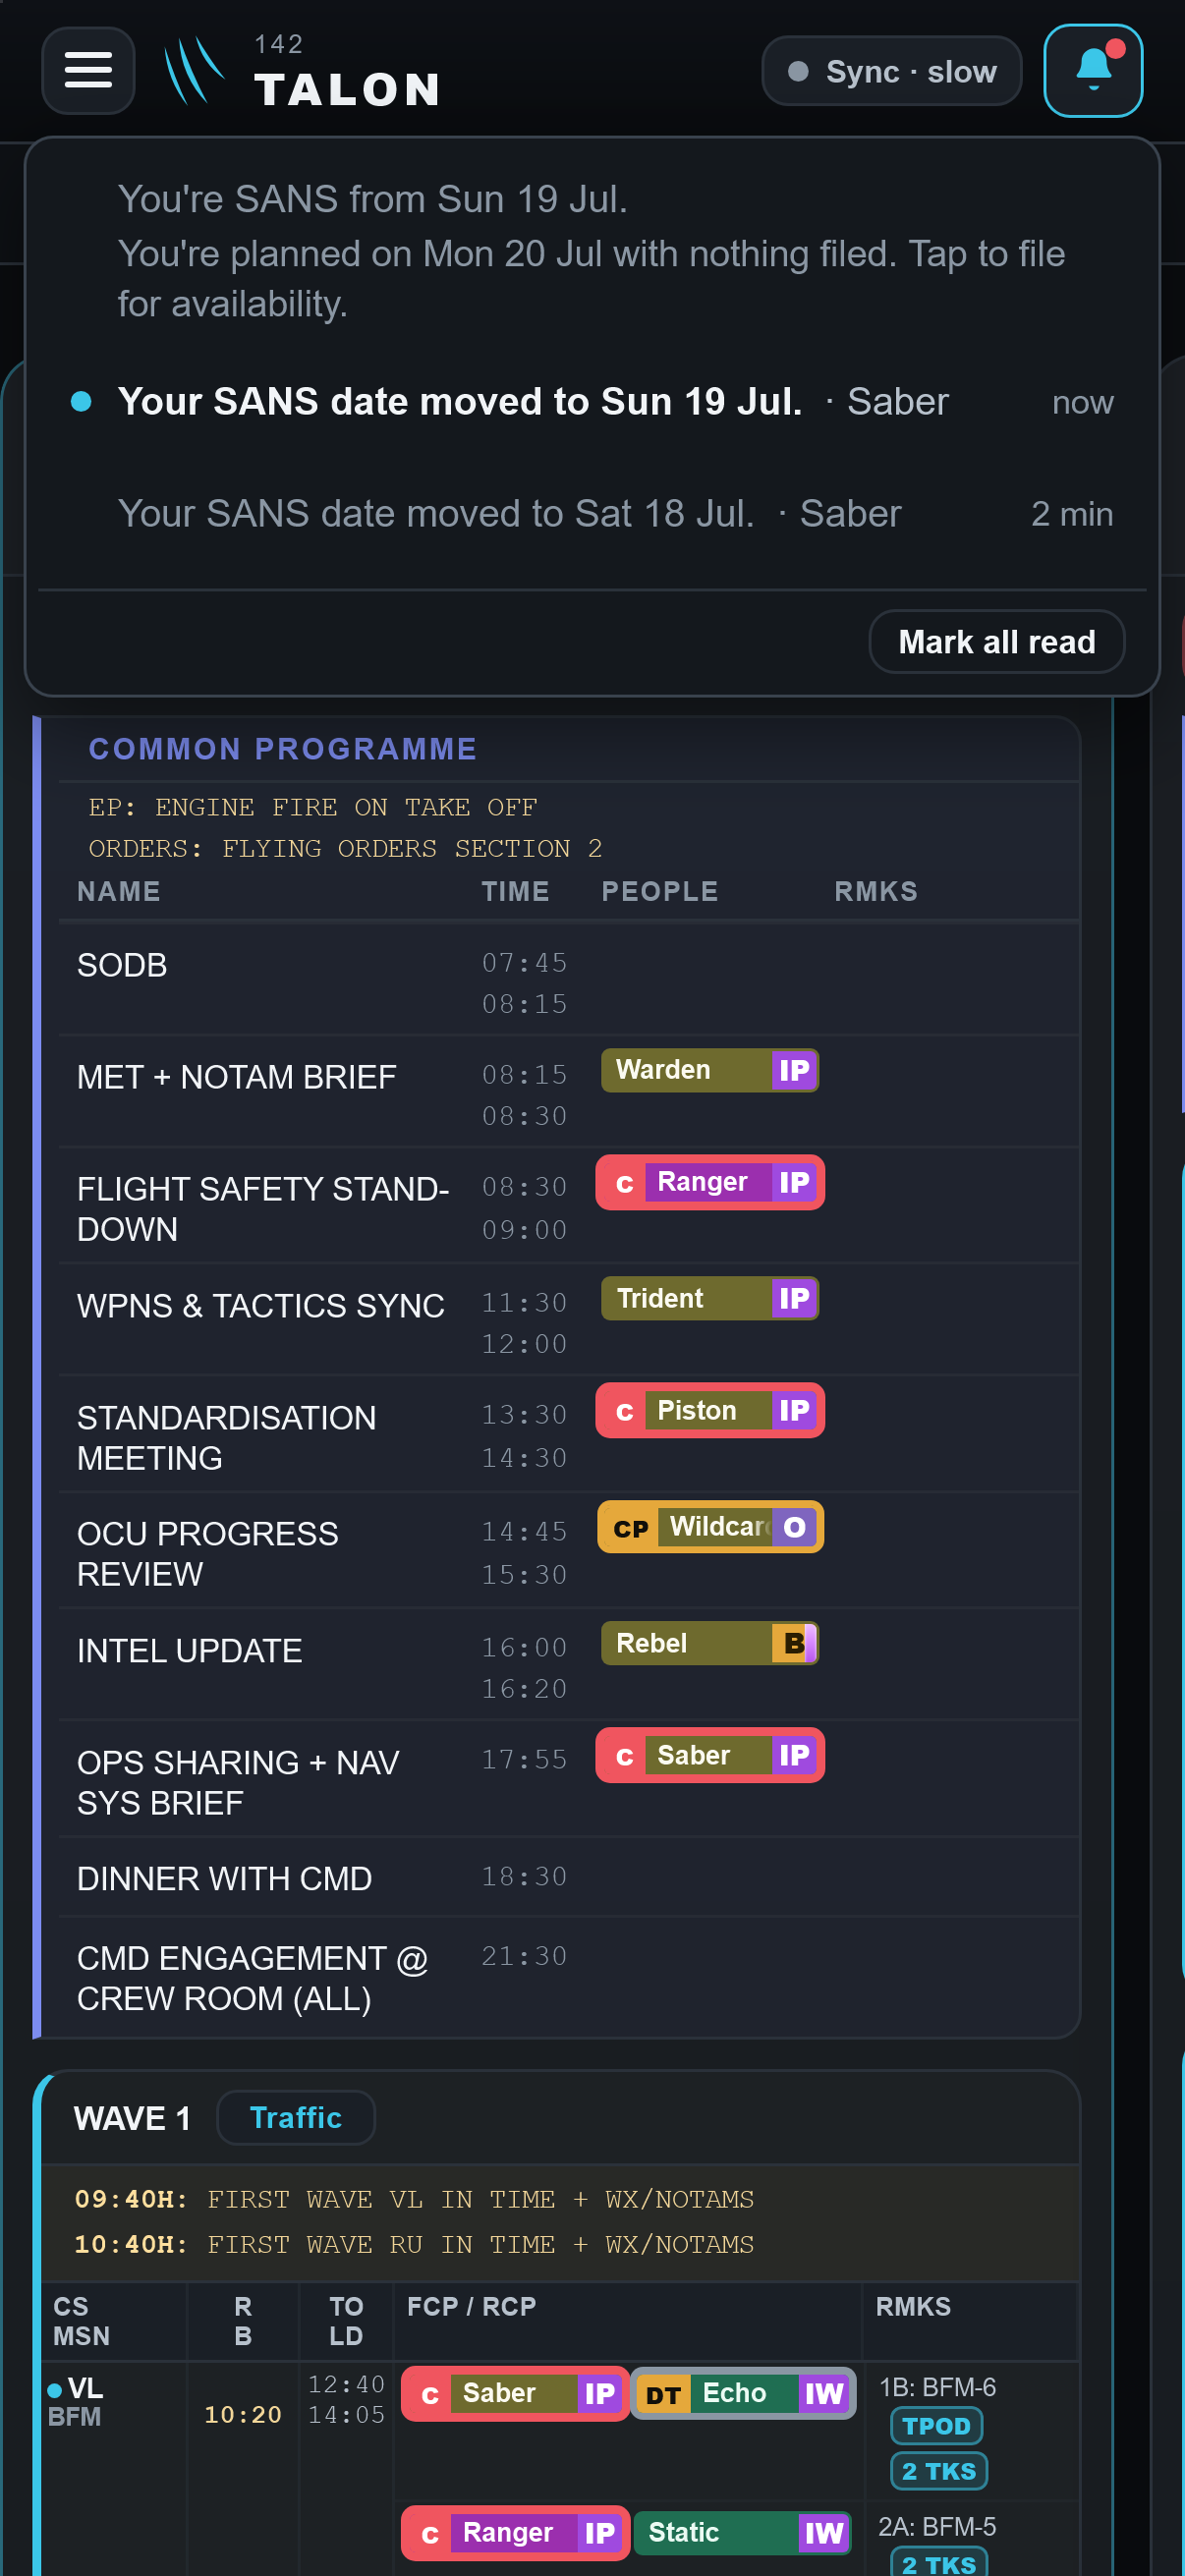 142
TALON
Sync · slow
You're SANS from Sun 19 Jul.
You're planned on Mon 20 Jul with nothing filed. Tap to file
for availability.
Your SANS date moved to Sun 19 Jul. · Saber now
Your SANS date moved to Sat 18 Jul. · Saber 2 min
Mark all read
COMMON PROGRAMME
EP: ENGINE FIRE ON TAKE OFF
ORDERS: FLYING ORDERS SECTION 2
NAME TIME PEOPLE RMKS
SODB 07:45
08:15
MET + NOTAM BRIEF 08:15 Warden IP
08:30
FLIGHT SAFETY STAND- 08:30 C Ranger IP
DOWN 09:00
WPNS & TACTICS SYNC 11:30 Trident IP
12:00
STANDARDISATION 13:30 C Piston IP
MEETING 14:30
OCU PROGRESS 14:45 CP Wildcard O
REVIEW 15:30
INTEL UPDATE 16:00 Rebel B
16:20
OPS SHARING + NAV 17:55 C Saber IP
SYS BRIEF
DINNER WITH CMD 18:30
CMD ENGAGEMENT @ 21:30
CREW ROOM (ALL)
WAVE 1 Traffic
09:40H: FIRST WAVE VL IN TIME + WX/NOTAMS
10:40H: FIRST WAVE RU IN TIME + WX/NOTAMS
CS R TO FCP / RCP RMKS
MSN B LD
VL 12:40 C Saber IP DT Echo IW 1B: BFM-6
BFM 10:20 14:05 TPOD
2 TKS
C Ranger IP Static IW 2A: BFM-5
2 TKS